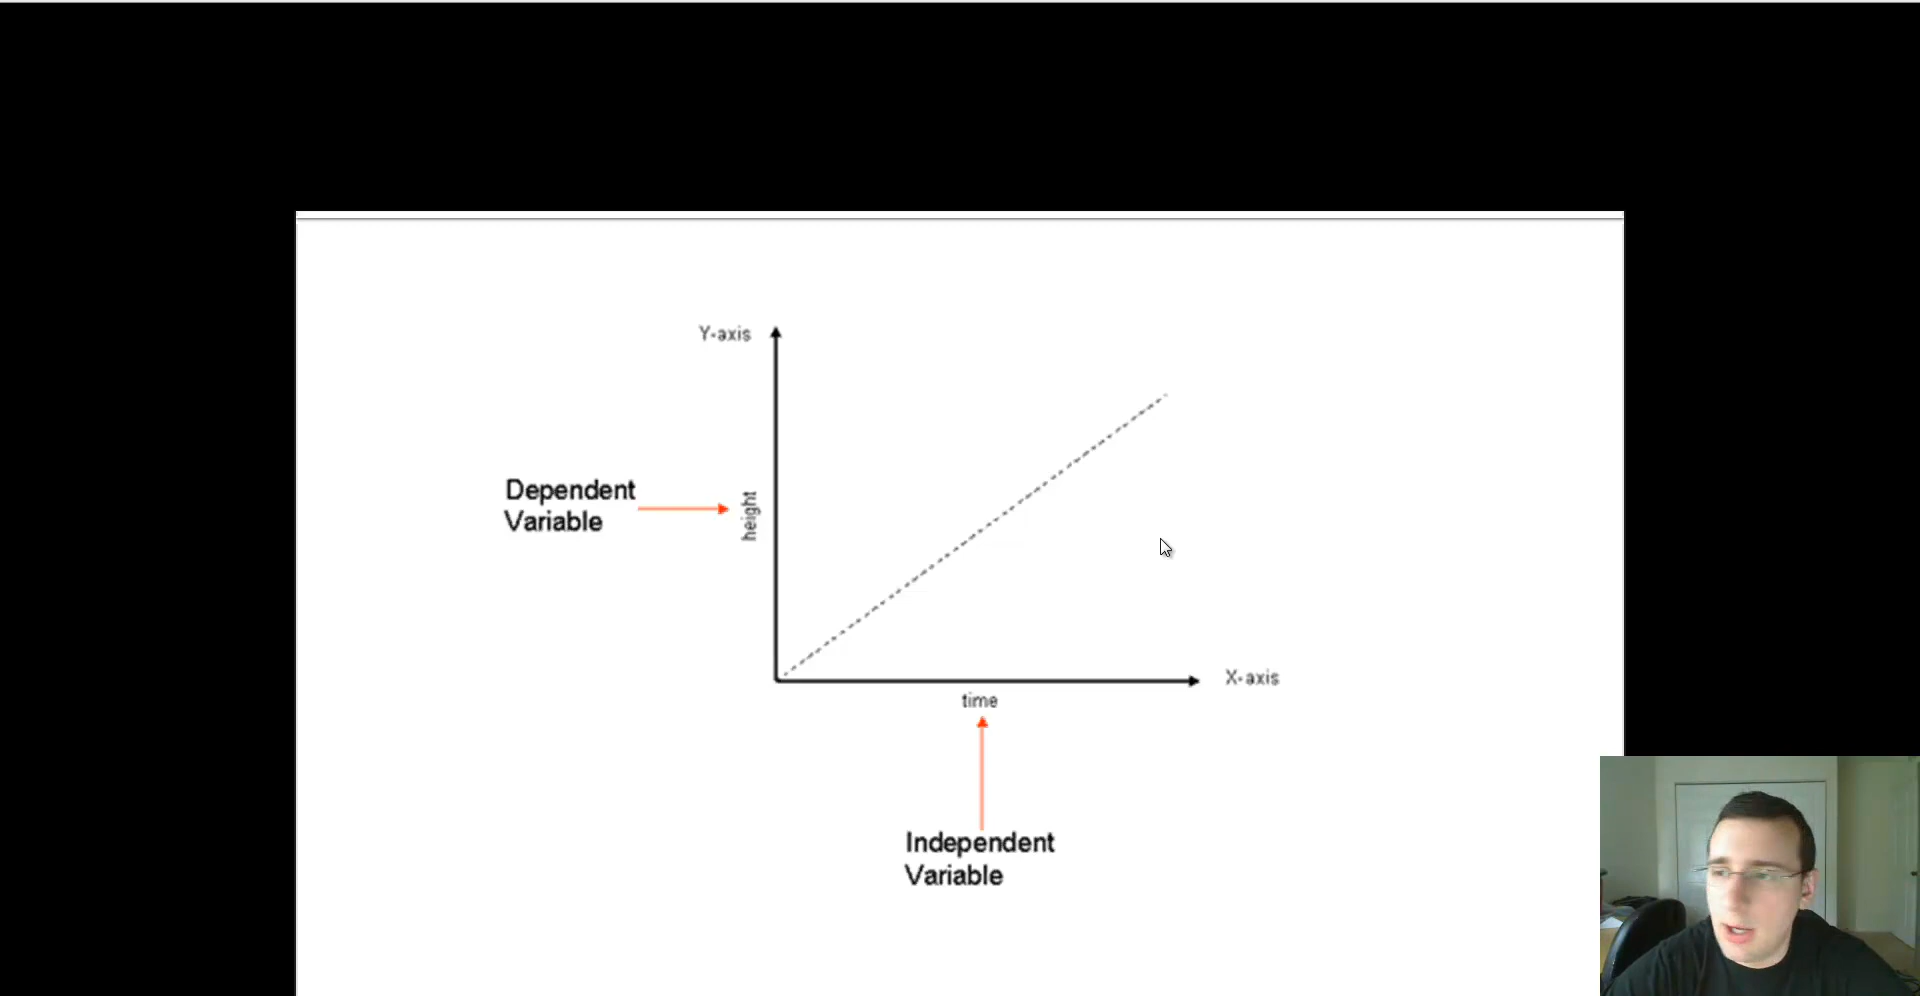 Y-axis
Dependent
Variable
height
X-axis
time
Independent
Variable